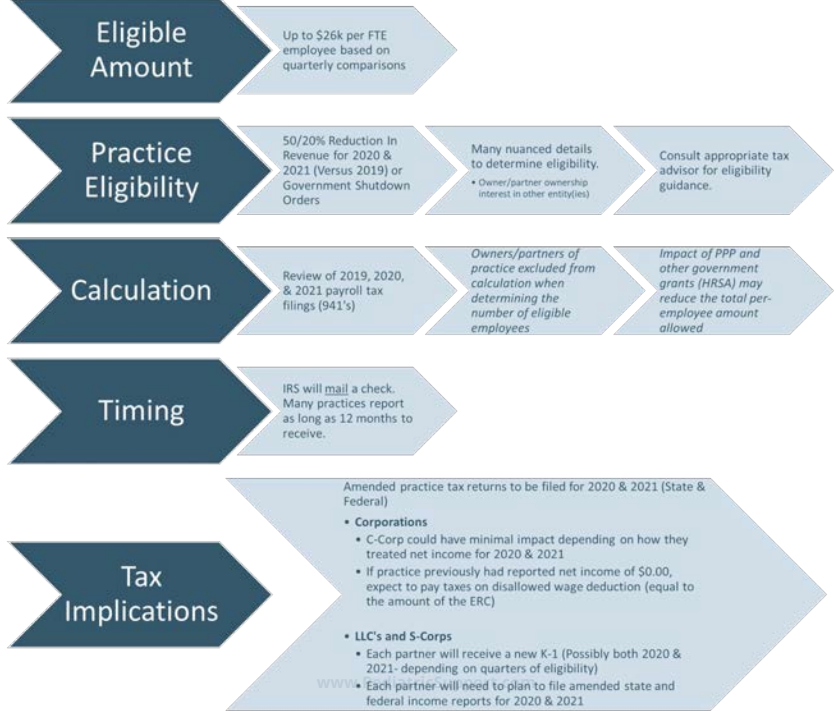 Eligible
Amount
Up to $26k per FTE
employee based on
quarterly comparisons
Practice
Eligibility
50/20% Reduction In
Revenue for 2020 &
2021 (Versus 2019) or
Government Shutdown
Orders
Many nuanced details
to determine eligibility.
• Owner/partner ownership
interest in other entity(ies)
Consult appropriate tax
advisor for eligibility
guidance.
Calculation
Review of 2019, 2020,
& 2021 payroll tax
filings (941's)
Owners/partners of
practice excluded from
calculation when
determining the
number of eligible
employees
Impact of PPP and
other government
grants (HRSA) may
reduce the total per-
employee amount
allowed
Timing
IRS will mail a check.
Many practices report
as long as 12 months to
receive.
Tax
Implications
Amended practice tax returns to be filed for 2020 & 2021 (State &
Federal)
• Corporations
• C-Corp could have minimal impact depending on how they
treated net income for 2020 & 2021
• If practice previously had reported net income of $0.00,
expect to pay taxes on disallowed wage deduction (equal to
the amount of the ERC)
• LLC's and S-Corps
• Each partner will receive a new K-1 (Possibly both 2020 &
2021- depending on quarters of eligibility)
• Each partner will need to plan to file amended state and
federal income reports for 2020 & 2021